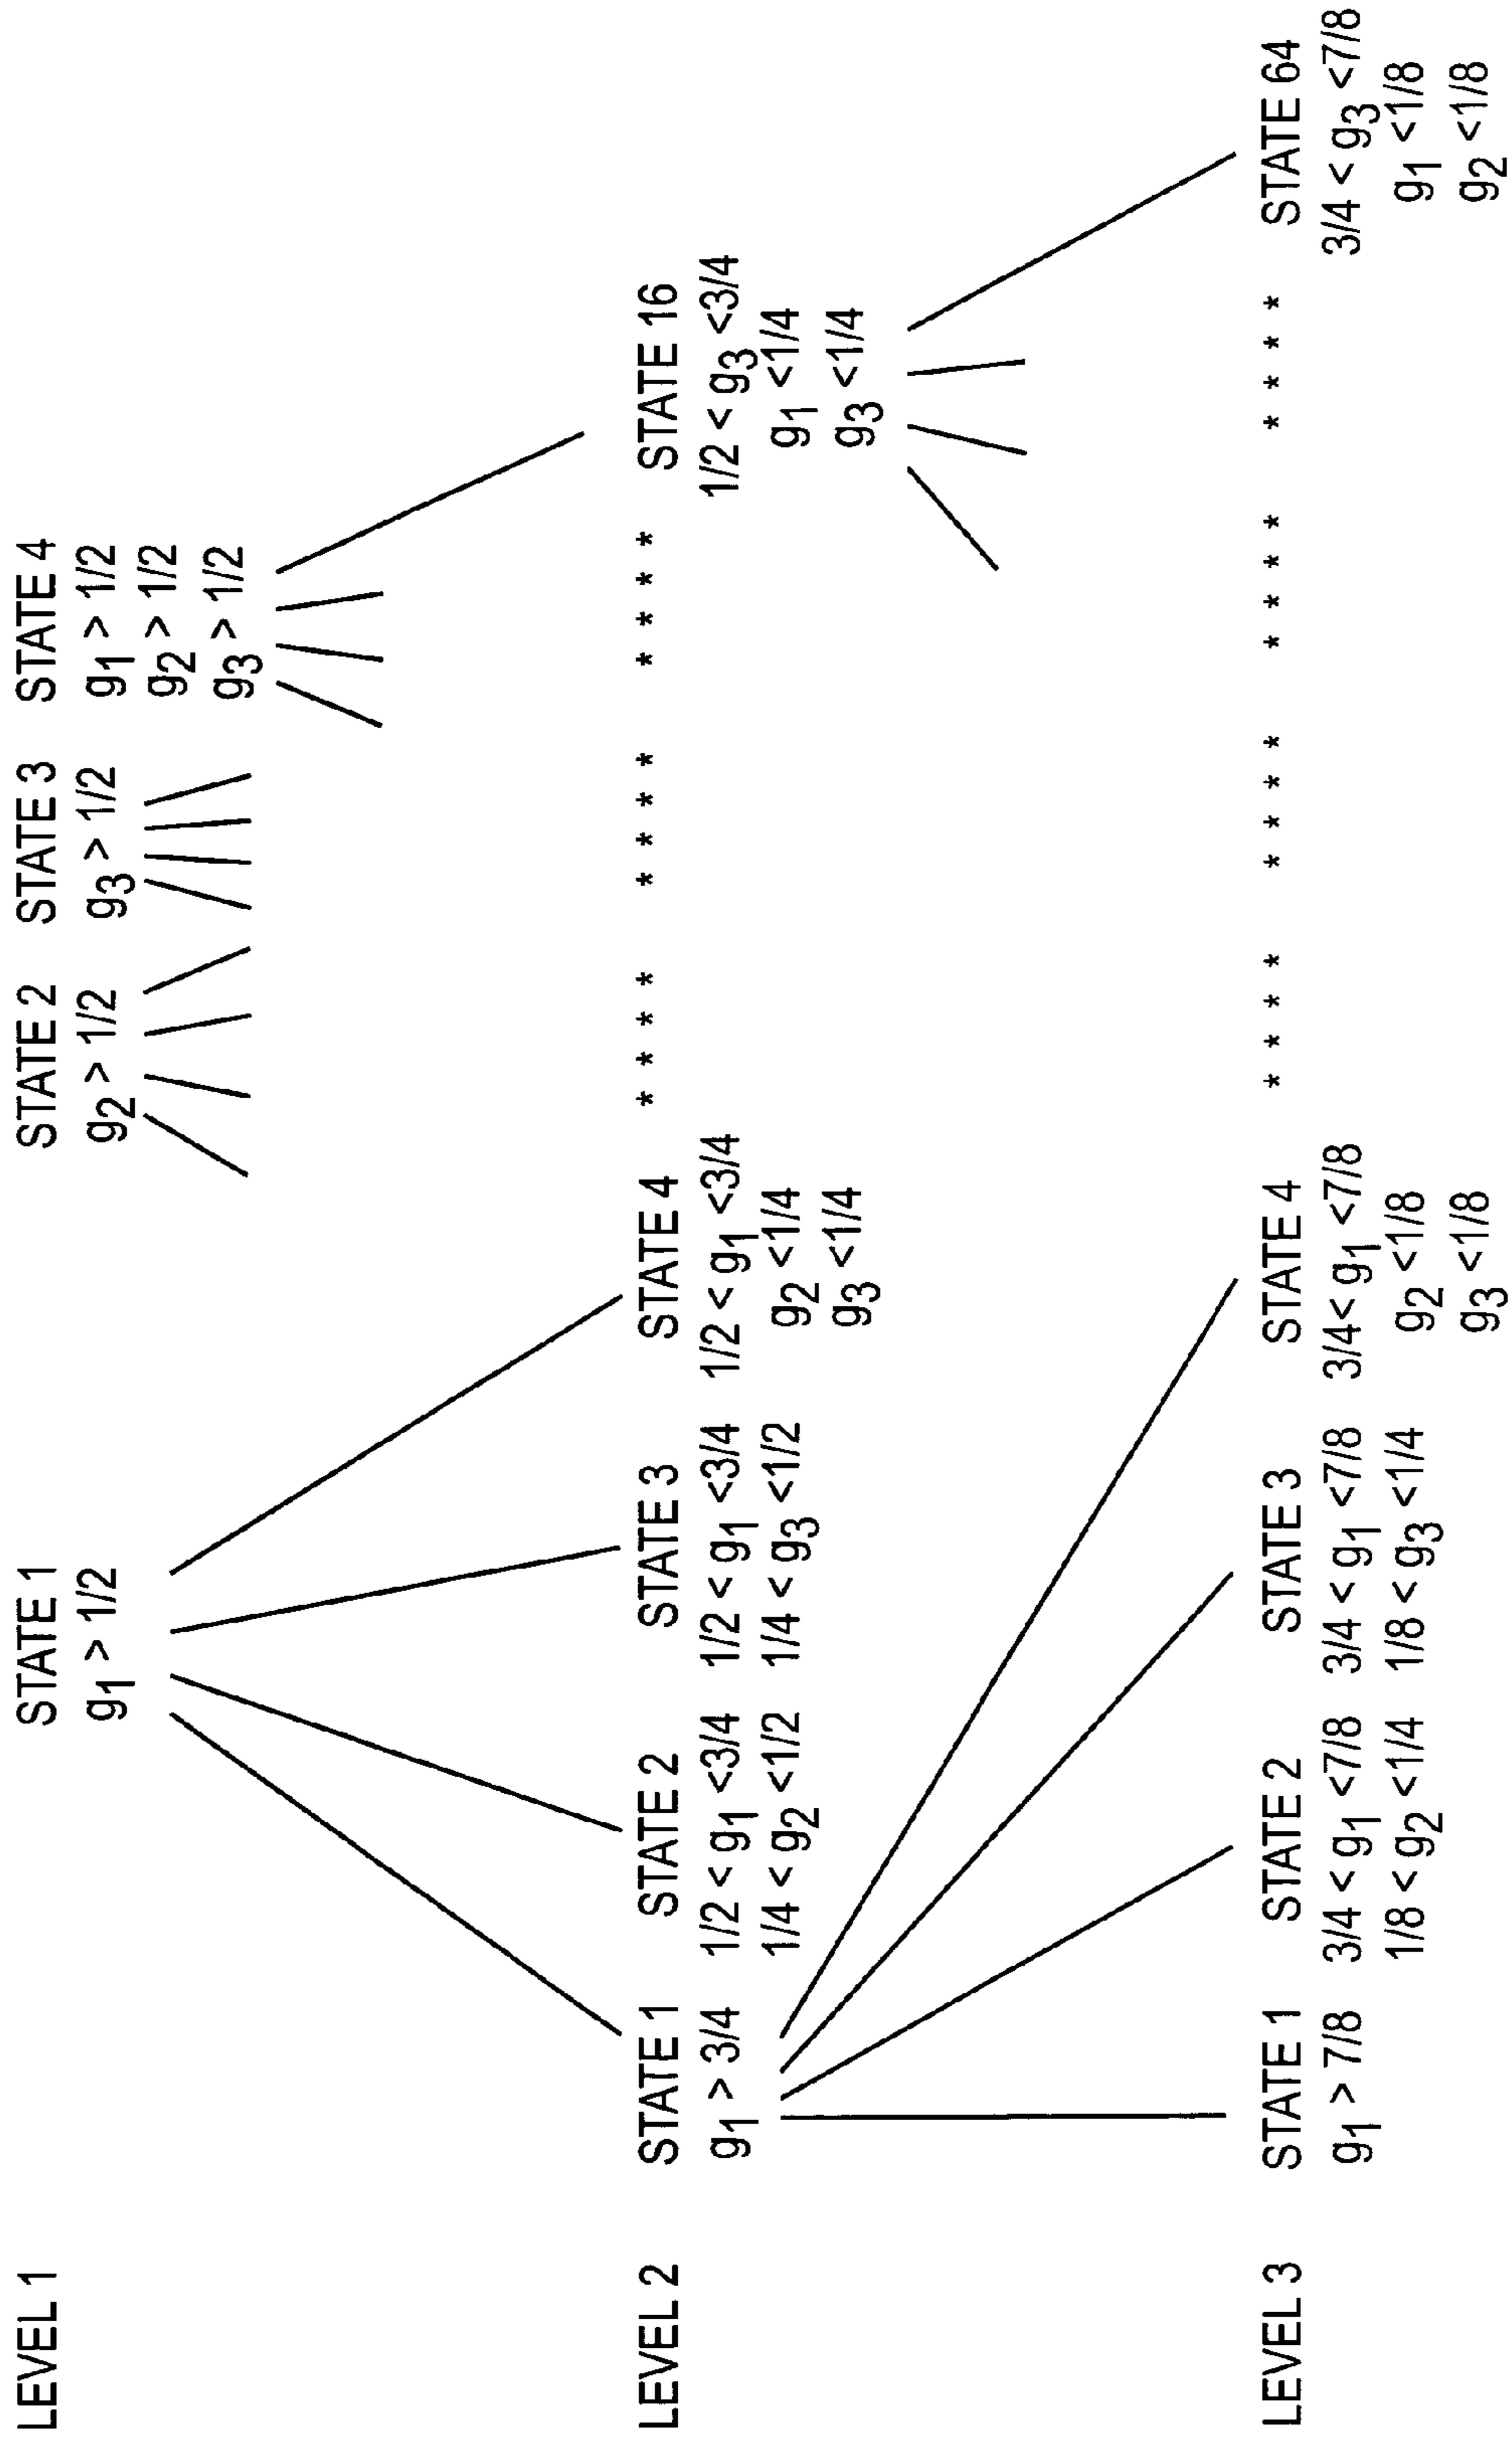 LEVEL 1
STATE 1
g1 > 1/2
STATE 2
g2 > 1/2
STATE 3
g3 > 1/2
STATE 4
g1 > 1/2
g2 > 1/2
g3 > 1/2
LEVEL 2
STATE 1
g1 > 3/4
STATE 2
1/2 < g1 <3/4
1/4 < g2 <1/2
STATE 3
1/2 < g1 <3/4
1/4 < g3 <1/2
STATE 4
1/2 < g1 <3/4
g2 <1/4
g3 <1/4
* * * *
* * * *
* * * *
STATE 16
1/2 < g3 <3/4
g1 <1/4
g3 <1/4
LEVEL 3
STATE 1
g1 > 7/8
STATE 2
3/4 < g1 <7/8
1/8 < g2 <1/4
STATE 3
3/4 < g1 <7/8
1/8 < g3 <1/4
STATE 4
3/4< g1 <7/8
g2 <1/8
g3 <1/8
* * * *
* * * *
* * * *
* * * *
STATE 64
3/4 < g3 <7/8
g1 <1/8
g2 <1/8